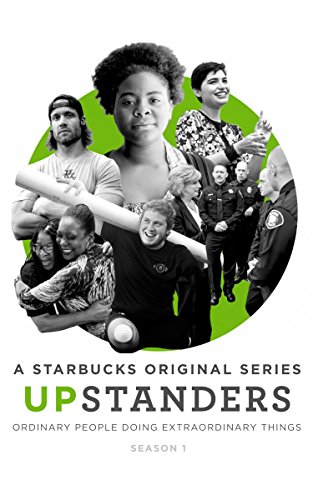 A STARBUCKS ORIGINAL SERIES
UPSTANDERS
ORDINARY PEOPLE DOING EXTRAORDINARY THINGS
SEASON 1